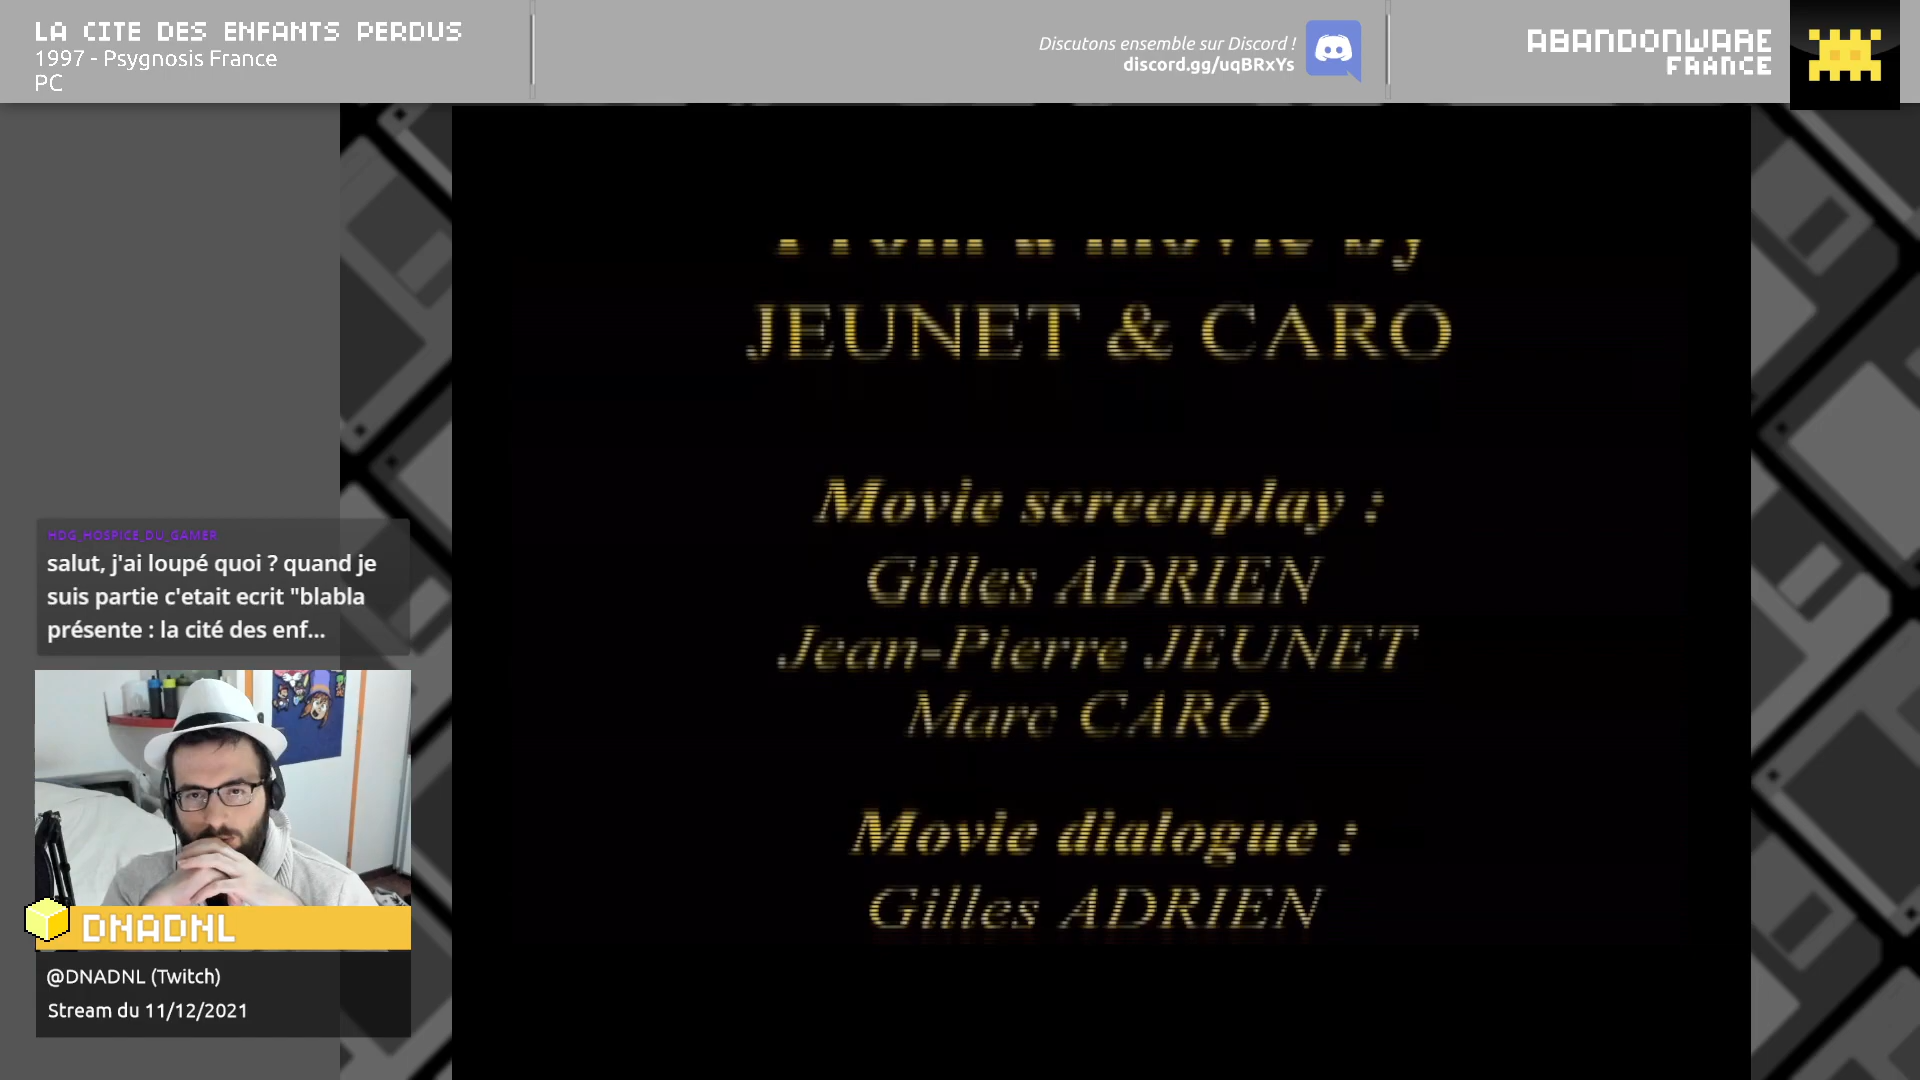 LA CITE DES ENFANTS PERDUS
1997 - Psygnosis France
PC
Discutons ensemble sur Discord !
discord.gg/uqBRxYs
ABANDONWARE
FRANCE
From a movie by
JEUNET & CARO
Movie screenplay :
Gilles ADRIEN
Jean-Pierre JEUNET
Marc CARO
Movie dialogue :
Gilles ADRIEN
HDG_HOSPICE_DU_GAMER
salut, j'ai loupé quoi ? quand je
suis partie c'etait ecrit "blabla
présente : la cité des enf...
DNADNL
@DNADNL (Twitch)
Stream du 11/12/2021